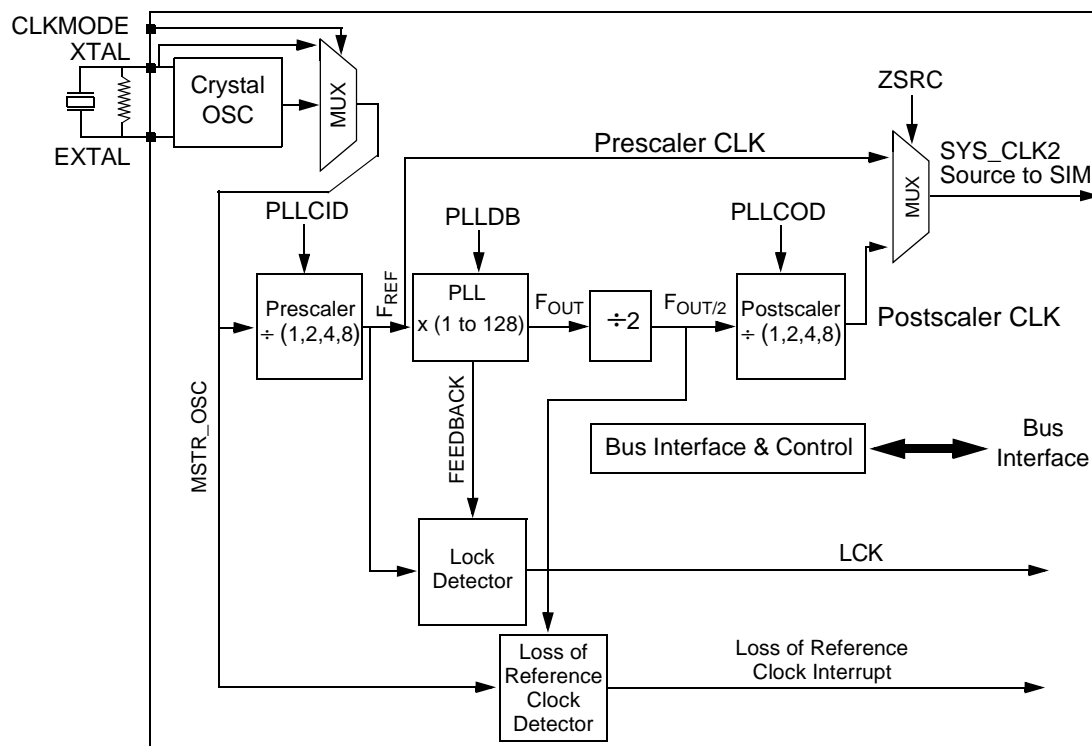 CLKMODE
XTAL
EXTAL
Crystal
OSC
MUX
ZSRC
Prescaler CLK
MUX
SYS_CLK2
Source to SIM
PLLCID
PLLDB
PLLCOD
Prescaler
÷ (1,2,4,8)
FREF
PLL
x (1 to 128)
FOUT
÷2
FOUT/2
Postscaler
÷ (1,2,4,8)
Postscaler CLK
MSTR_OSC
FEEDBACK
Bus Interface & Control
Bus
Interface
Lock
Detector
LCK
Loss of
Reference
Clock
Detector
Loss of Reference
Clock Interrupt